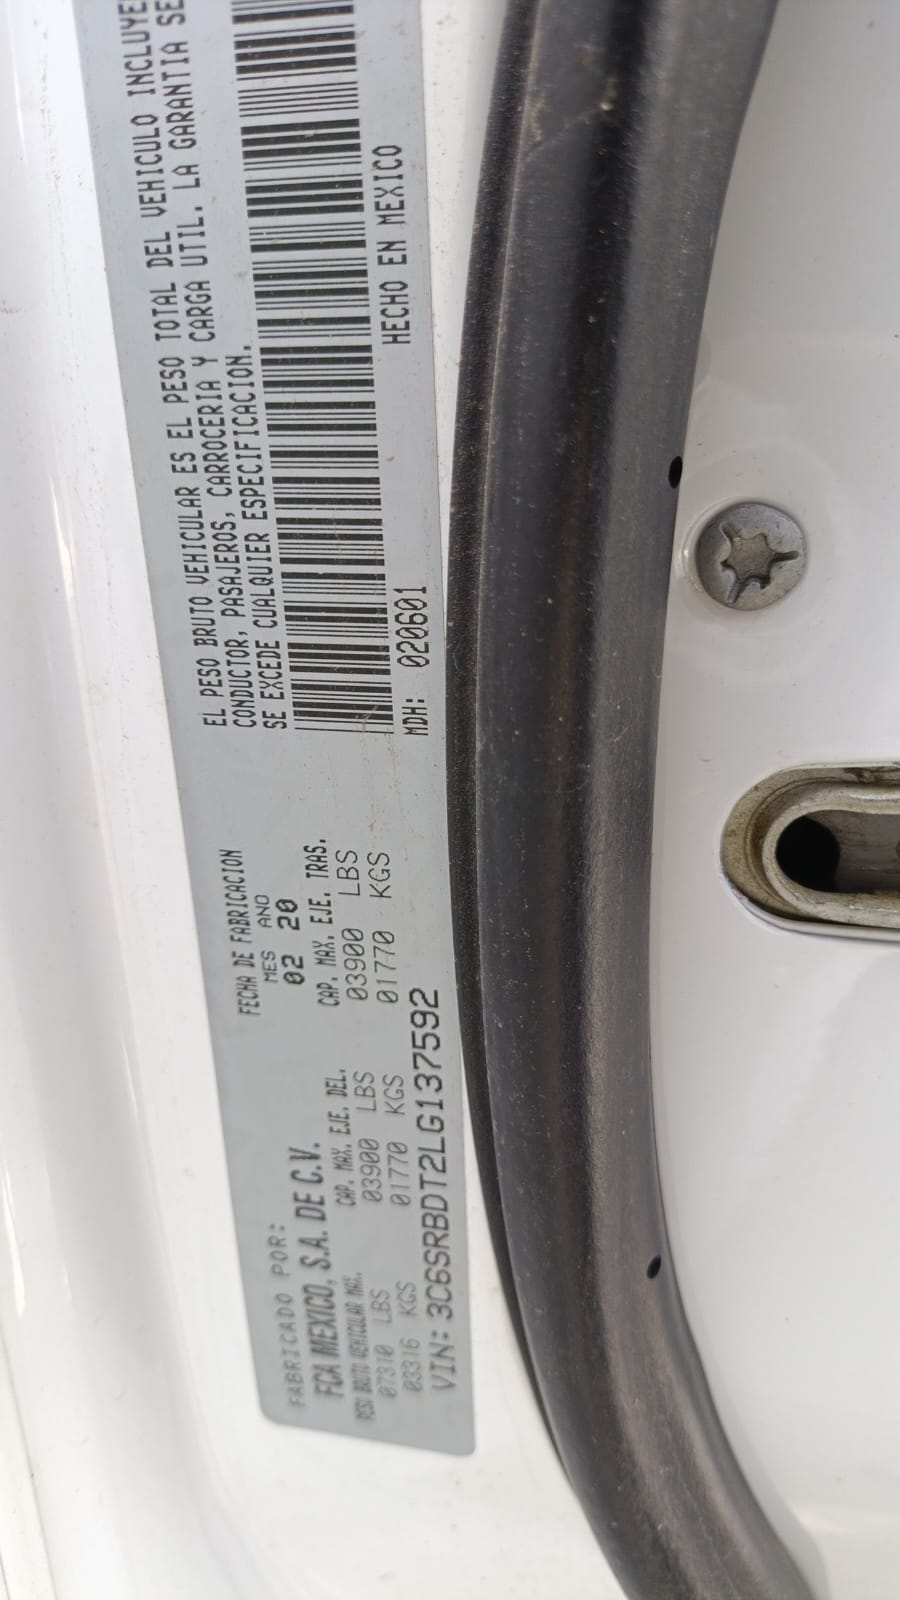 FABRICADO POR:
FCA MEXICO, S.A. DE C.V.
PESO BRUTO VEHICULAR MAX.
07310 LBS
03316 KGS
FECHA DE FABRICACION
MES ANO
02 20
CAP. MAX. EJE. DEL.
03900 LBS
01770 KGS
CAP. MAX. EJE. TRAS.
03900 LBS
01770 KGS
VIN: 3C6SRBDT2LG137592
EL PESO BRUTO VEHICULAR ES EL PESO TOTAL DEL VEHICULO INCLUYE
CONDUCTOR, PASAJEROS, CARROCERIA Y CARGA UTIL. LA GARANTIA SE
SE EXCEDE CUALQUIER ESPECIFICACION.
MDH: 020601
HECHO EN MEXICO